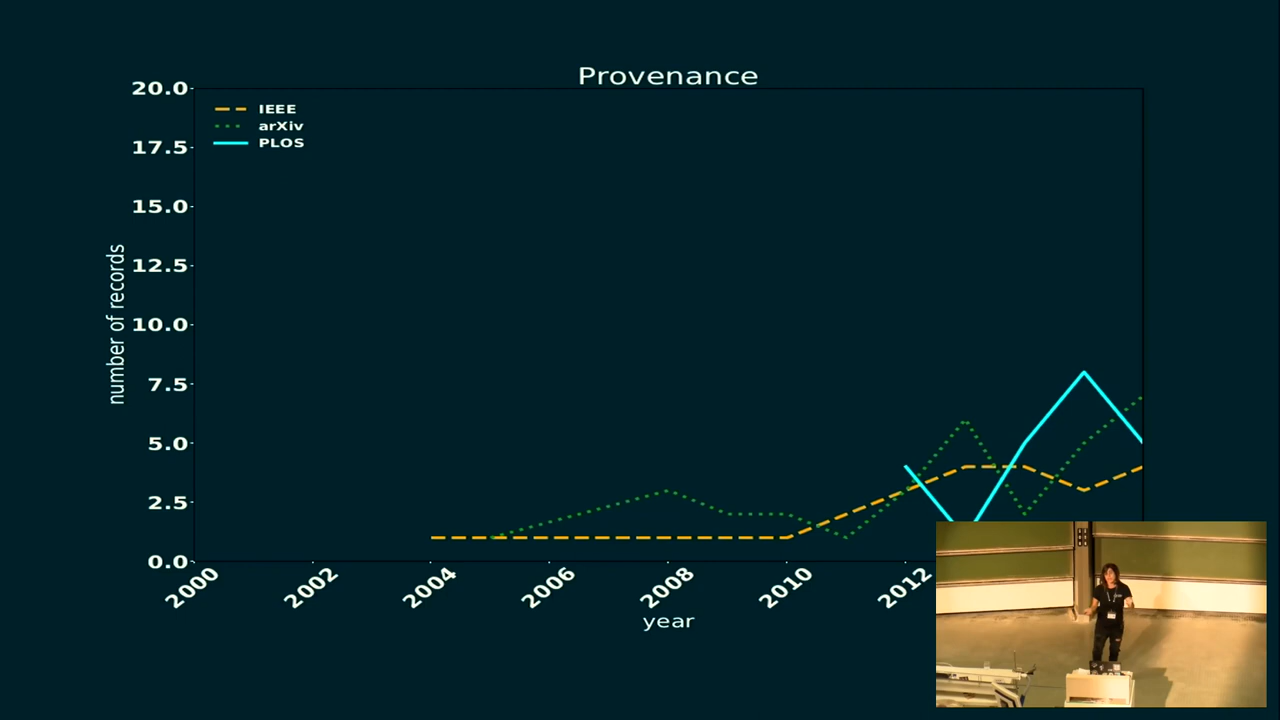 Provenance
20.0
IEEE
arXiv
17.5
PLOS
15.0
12.5
number of records
10.0
7.5
5.0
2.5
0.0
2000 2002 2004 2006 2008 2010 2012
year